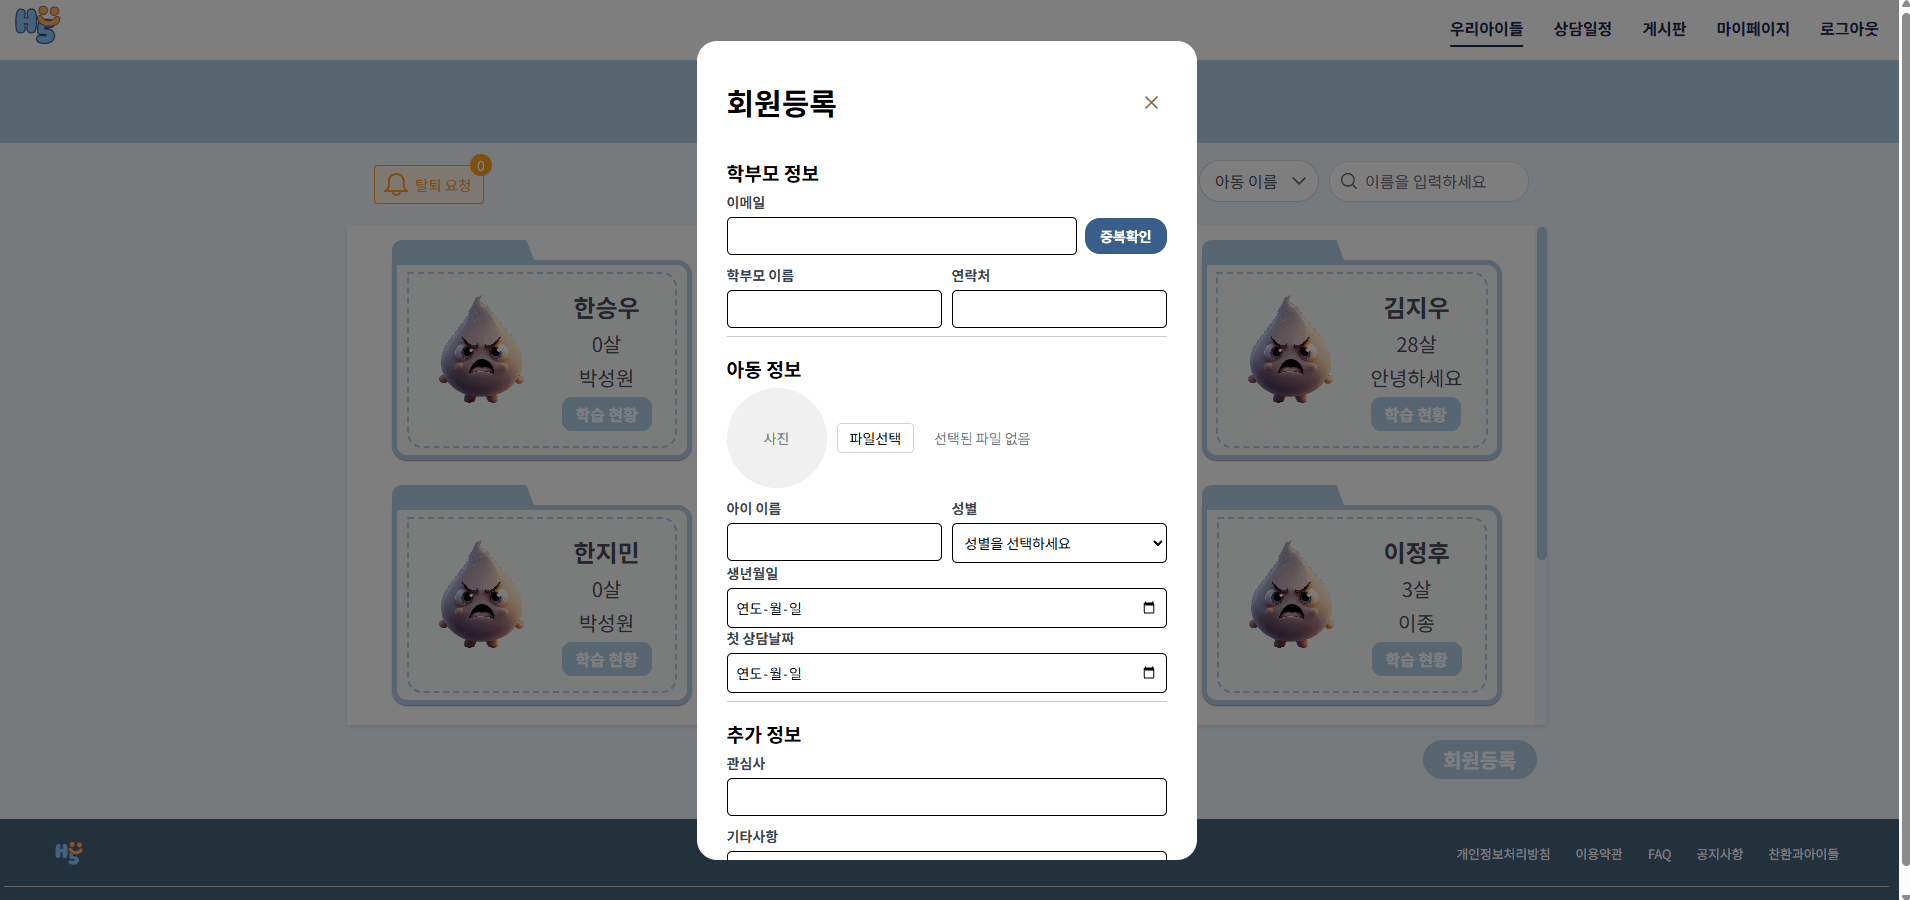 H5
우리아이들 상담일정 게시판 마이페이지 로그아웃
탈퇴 요청 0
아동 이름 이름을 입력하세요
한승우
0살
박성원
학습 현황
한지민
0살
박성원
학습 현황
회원등록
학부모 정보
이메일
중복확인
학부모 이름 연락처
아동 정보
사진 파일선택 선택된 파일 없음
아이 이름 성별
성별을 선택하세요
생년월일
연도-월-일
첫 상담날짜
연도-월-일
추가 정보
관심사
기타사항
김지우
28살
안녕하세요
학습 현황
이정후
3살
이종
학습 현황
회원등록
H5
개인정보처리방침 이용약관 FAQ 공지사항 찬환과아이들